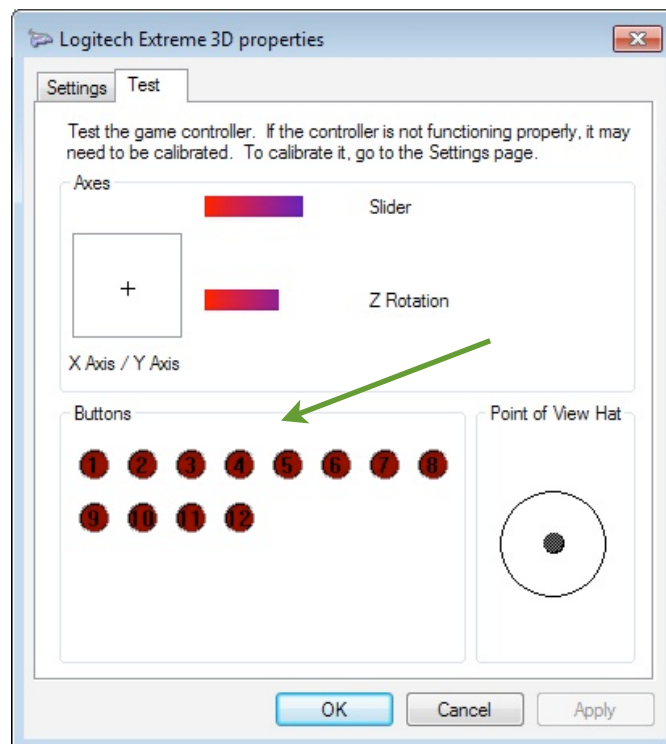 Logitech Extreme 3D properties
Settings
Test
Test the game controller. If the controller is not functioning properly, it may
need to be calibrated. To calibrate it, go to the Settings page.
Axes
Slider
Z Rotation
X Axis / Y Axis
Buttons
1 2 3 4 5 6 7 8
9 10 11 12
Point of View Hat
OK
Cancel
Apply